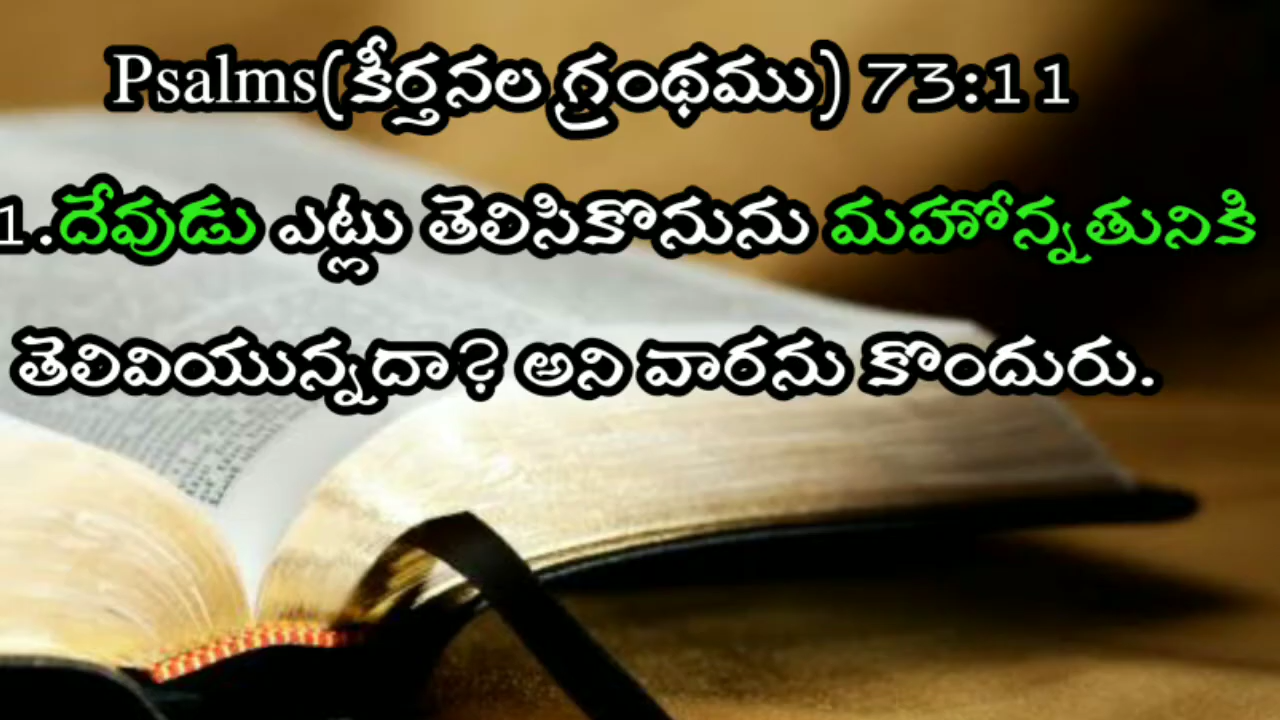 Psalms(కీర్తనల గ్రంథము) 73:11
1.దేవుడు ఎట్లు తెలిసికొనును మహోన్నతునికి
తెలివియున్నదా? అని వారను కొందురు.